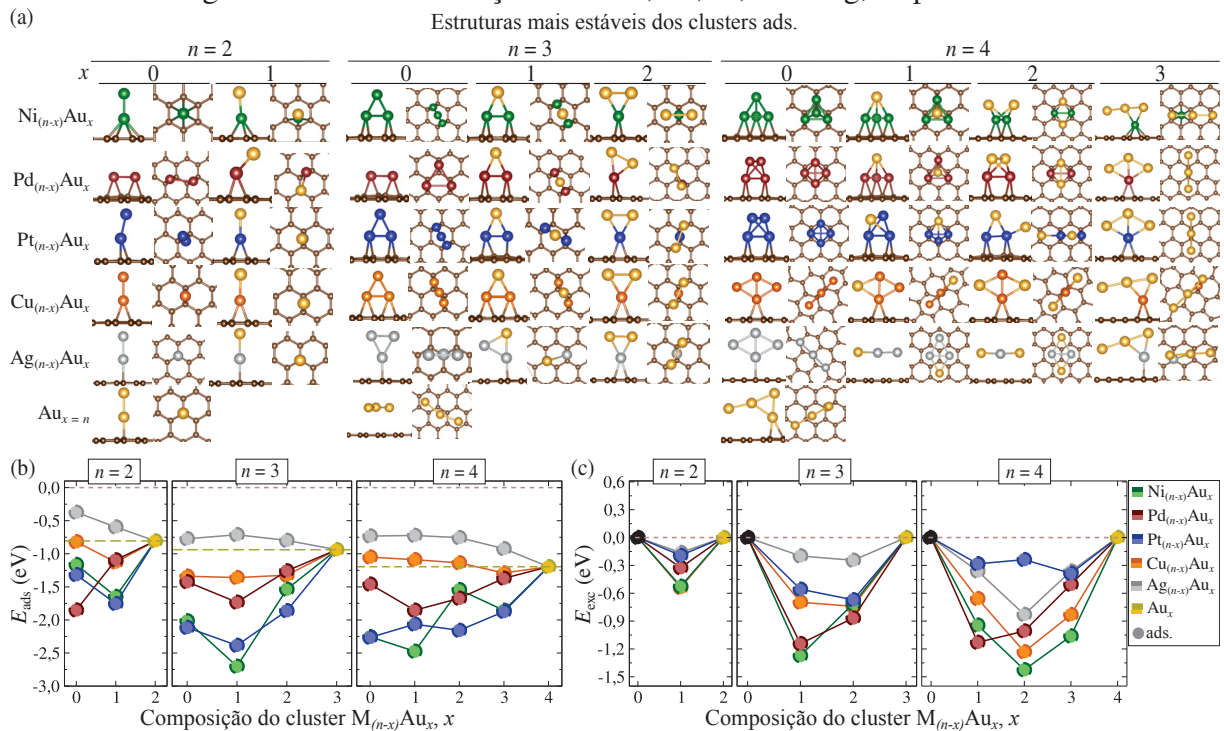 (a)
Estruturas mais estáveis dos clusters ads.
n = 2 n = 3 n = 4
x 0 1 0 1 2 0 1 2 3
Ni(n-x)Aux
Pd(n-x)Aux
Pt(n-x)Aux
Cu(n-x)Aux
Ag(n-x)Aux
Aux = n
(b) n = 2 n = 3 n = 4
0,0
-0,5
-1,0
-1,5
-2,0
-2,5
-3,0
Eads (eV)
0 1 2 0 1 2 3 0 1 2 3 4
Composição do cluster M(n-x)Aux, x
(c) n = 2 n = 3 n = 4
0,6
0,3
0,0
-0,3
-0,6
-0,9
-1,2
-1,5
Eexc (eV)
0 1 2 0 1 2 3 0 1 2 3 4
Composição do cluster M(n-x)Aux, x
Ni(n-x)Aux
Pd(n-x)Aux
Pt(n-x)Aux
Cu(n-x)Aux
Ag(n-x)Aux
Aux
ads.